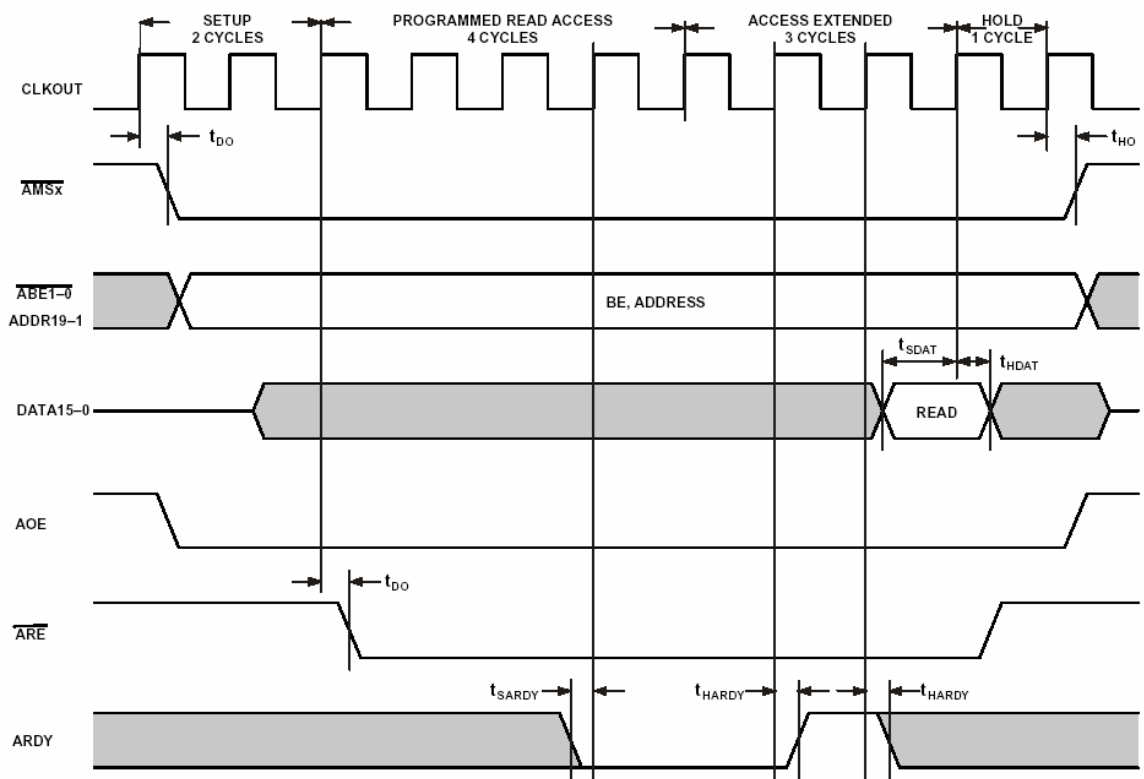 SETUP
2 CYCLES
PROGRAMMED READ ACCESS
4 CYCLES
ACCESS EXTENDED
3 CYCLES
HOLD
1 CYCLE
CLKOUT
tDO
tHO
AMSx
ABE1–0
ADDR19–1
BE, ADDRESS
tSDAT
tHDAT
DATA15–0
READ
AOE
tDO
ARE
tSARDY
tHARDY
tHARDY
ARDY